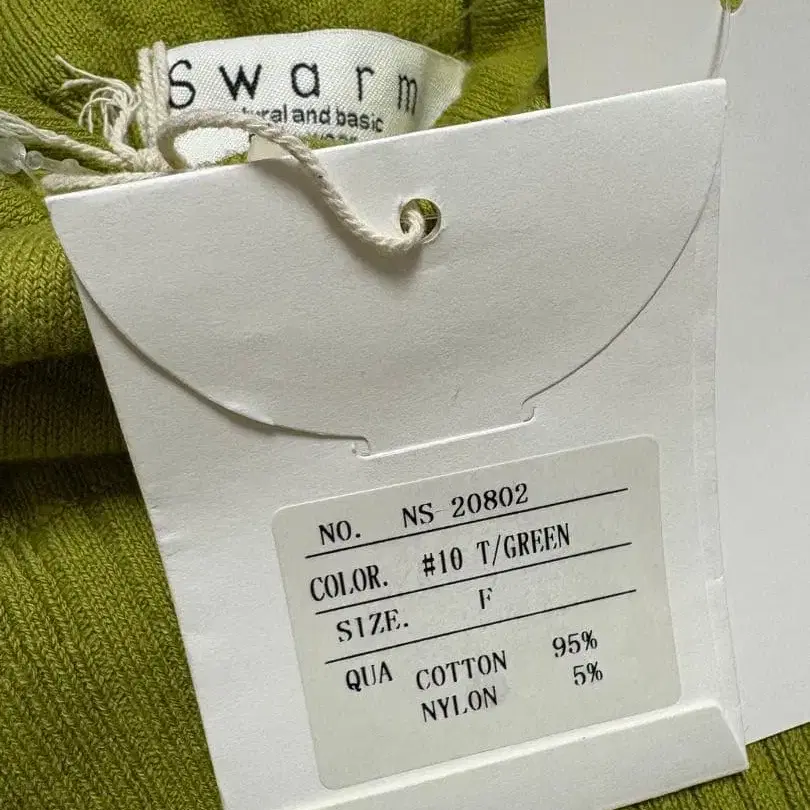 Swarm
ural and basic
NO. NS-20802
COLOR. #10 T/GREEN
SIZE. F
QUA COTTON 95%
NYLON 5%